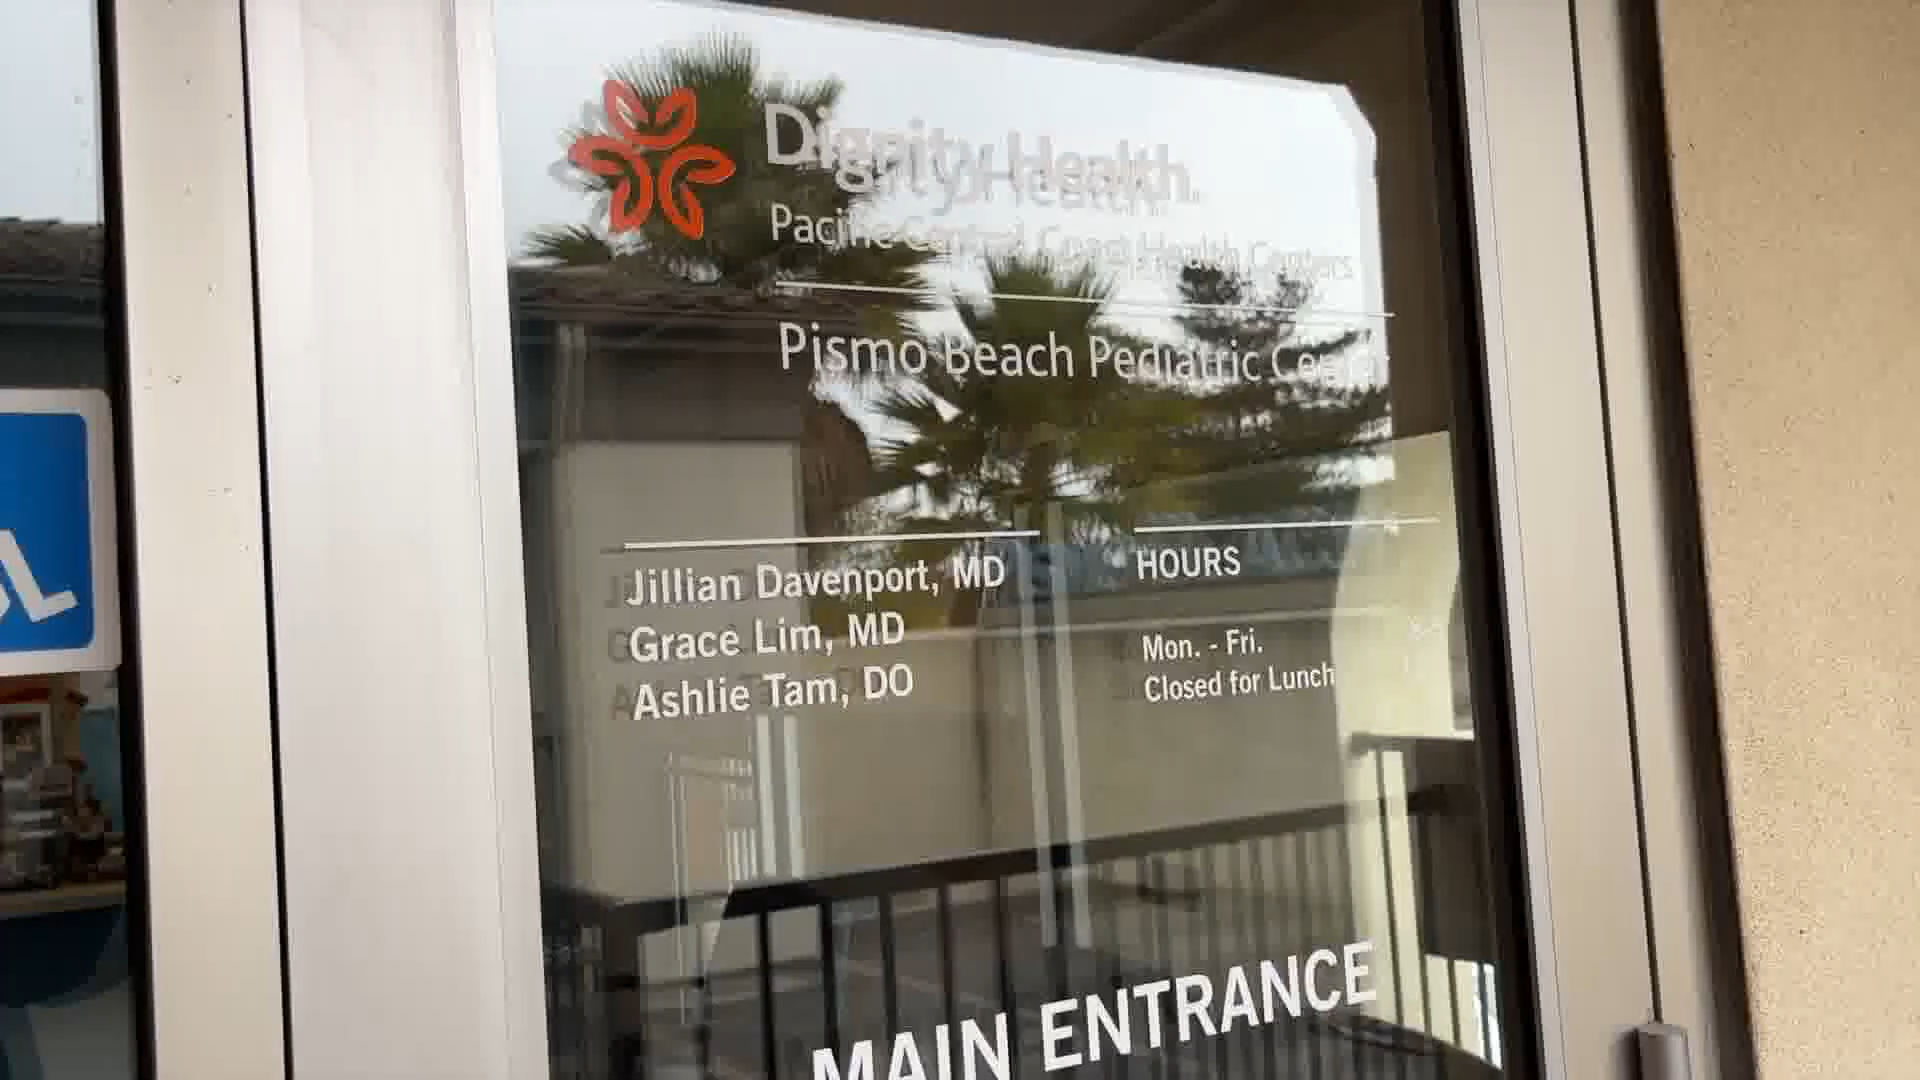 Dignity Health.
Pacific Central Coast Health Centers
Pismo Beach Pediatric
Jillian Davenport, MD
Grace Lim, MD
Ashlie Tam, DO
HOURS
Mon. - Fri.
Closed for Lunch
MAIN ENTRANCE